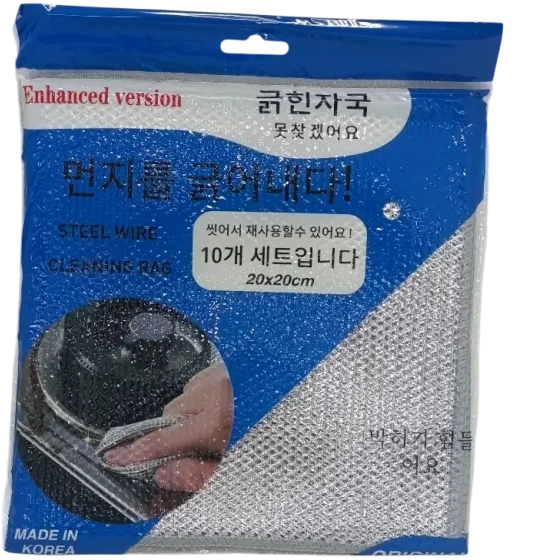 Enhanced version
긁힌자국
못찾겠어요
먼지를 긁어내다!
STEEL WIRE
CLEANING RAG
씻어서 재사용할수 있어요!
10개 세트입니다
20x20cm
박히기 힘들
어요
MADE IN
KOREA